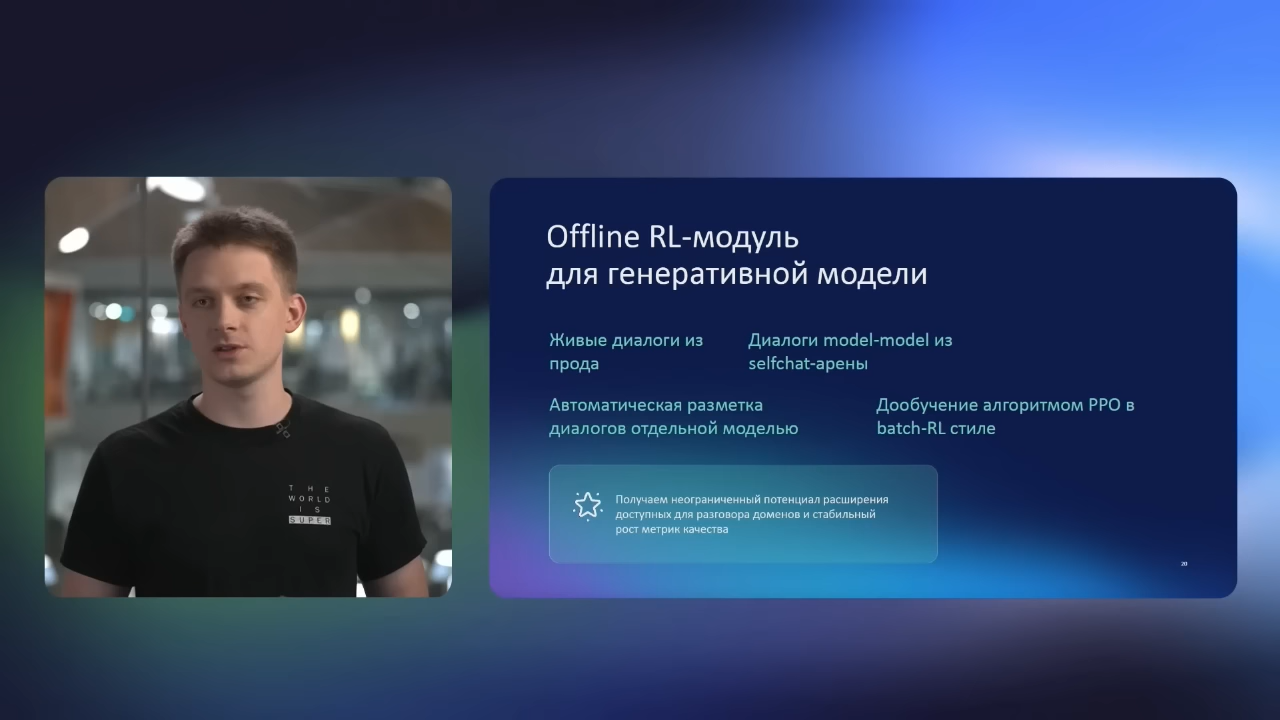 Offline RL-модуль
для генеративной модели
Живые диалоги из
прода
Диалоги model-model из
selfchat-арены
Автоматическая разметка
диалогов отдельной моделью
Дообучение алгоритмом PPO в
batch-RL стиле
Получаем неограниченный потенциал расширения
доступных для разговора доменов и стабильный
рост метрик качества
20
THE
WORLD
IS
SUPER